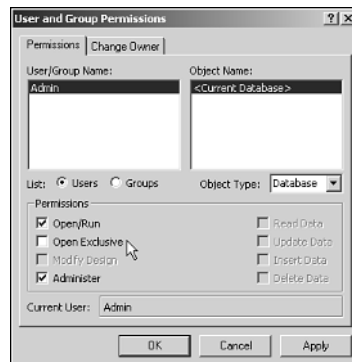 User and Group Permissions
Permissions Change Owner
User/Group Name: Object Name:
Admin <Current Database>
List: Users Groups Object Type: Database
Permissions
Open/Run Read Data
Open Exclusive Update Data
Modify Design Insert Data
Administer Delete Data
Current User: Admin
OK Cancel Apply